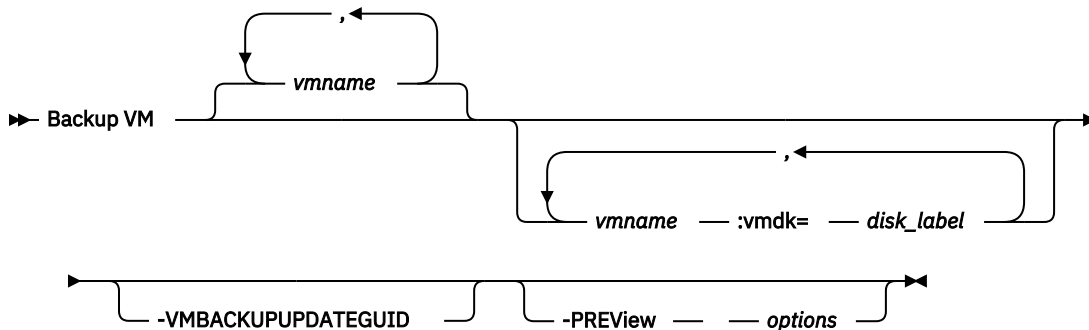 ,
vmname
Backup VM
,
vmname :vmdk= disk_label
-VMBACKUPUPDATEGUID -PREView options